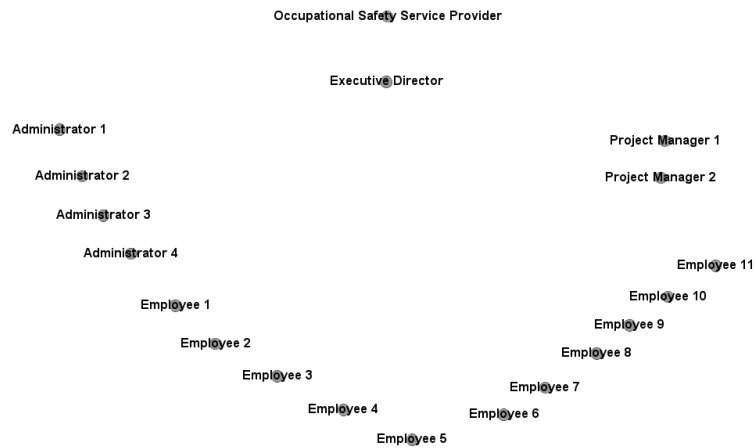 Occupational Safety Service Provider
Executive Director
Administrator 1
Project Manager 1
Administrator 2
Project Manager 2
Administrator 3
Administrator 4
Employee 11
Employee 1
Employee 10
Employee 9
Employee 2
Employee 8
Employee 3
Employee 7
Employee 4
Employee 6
Employee 5